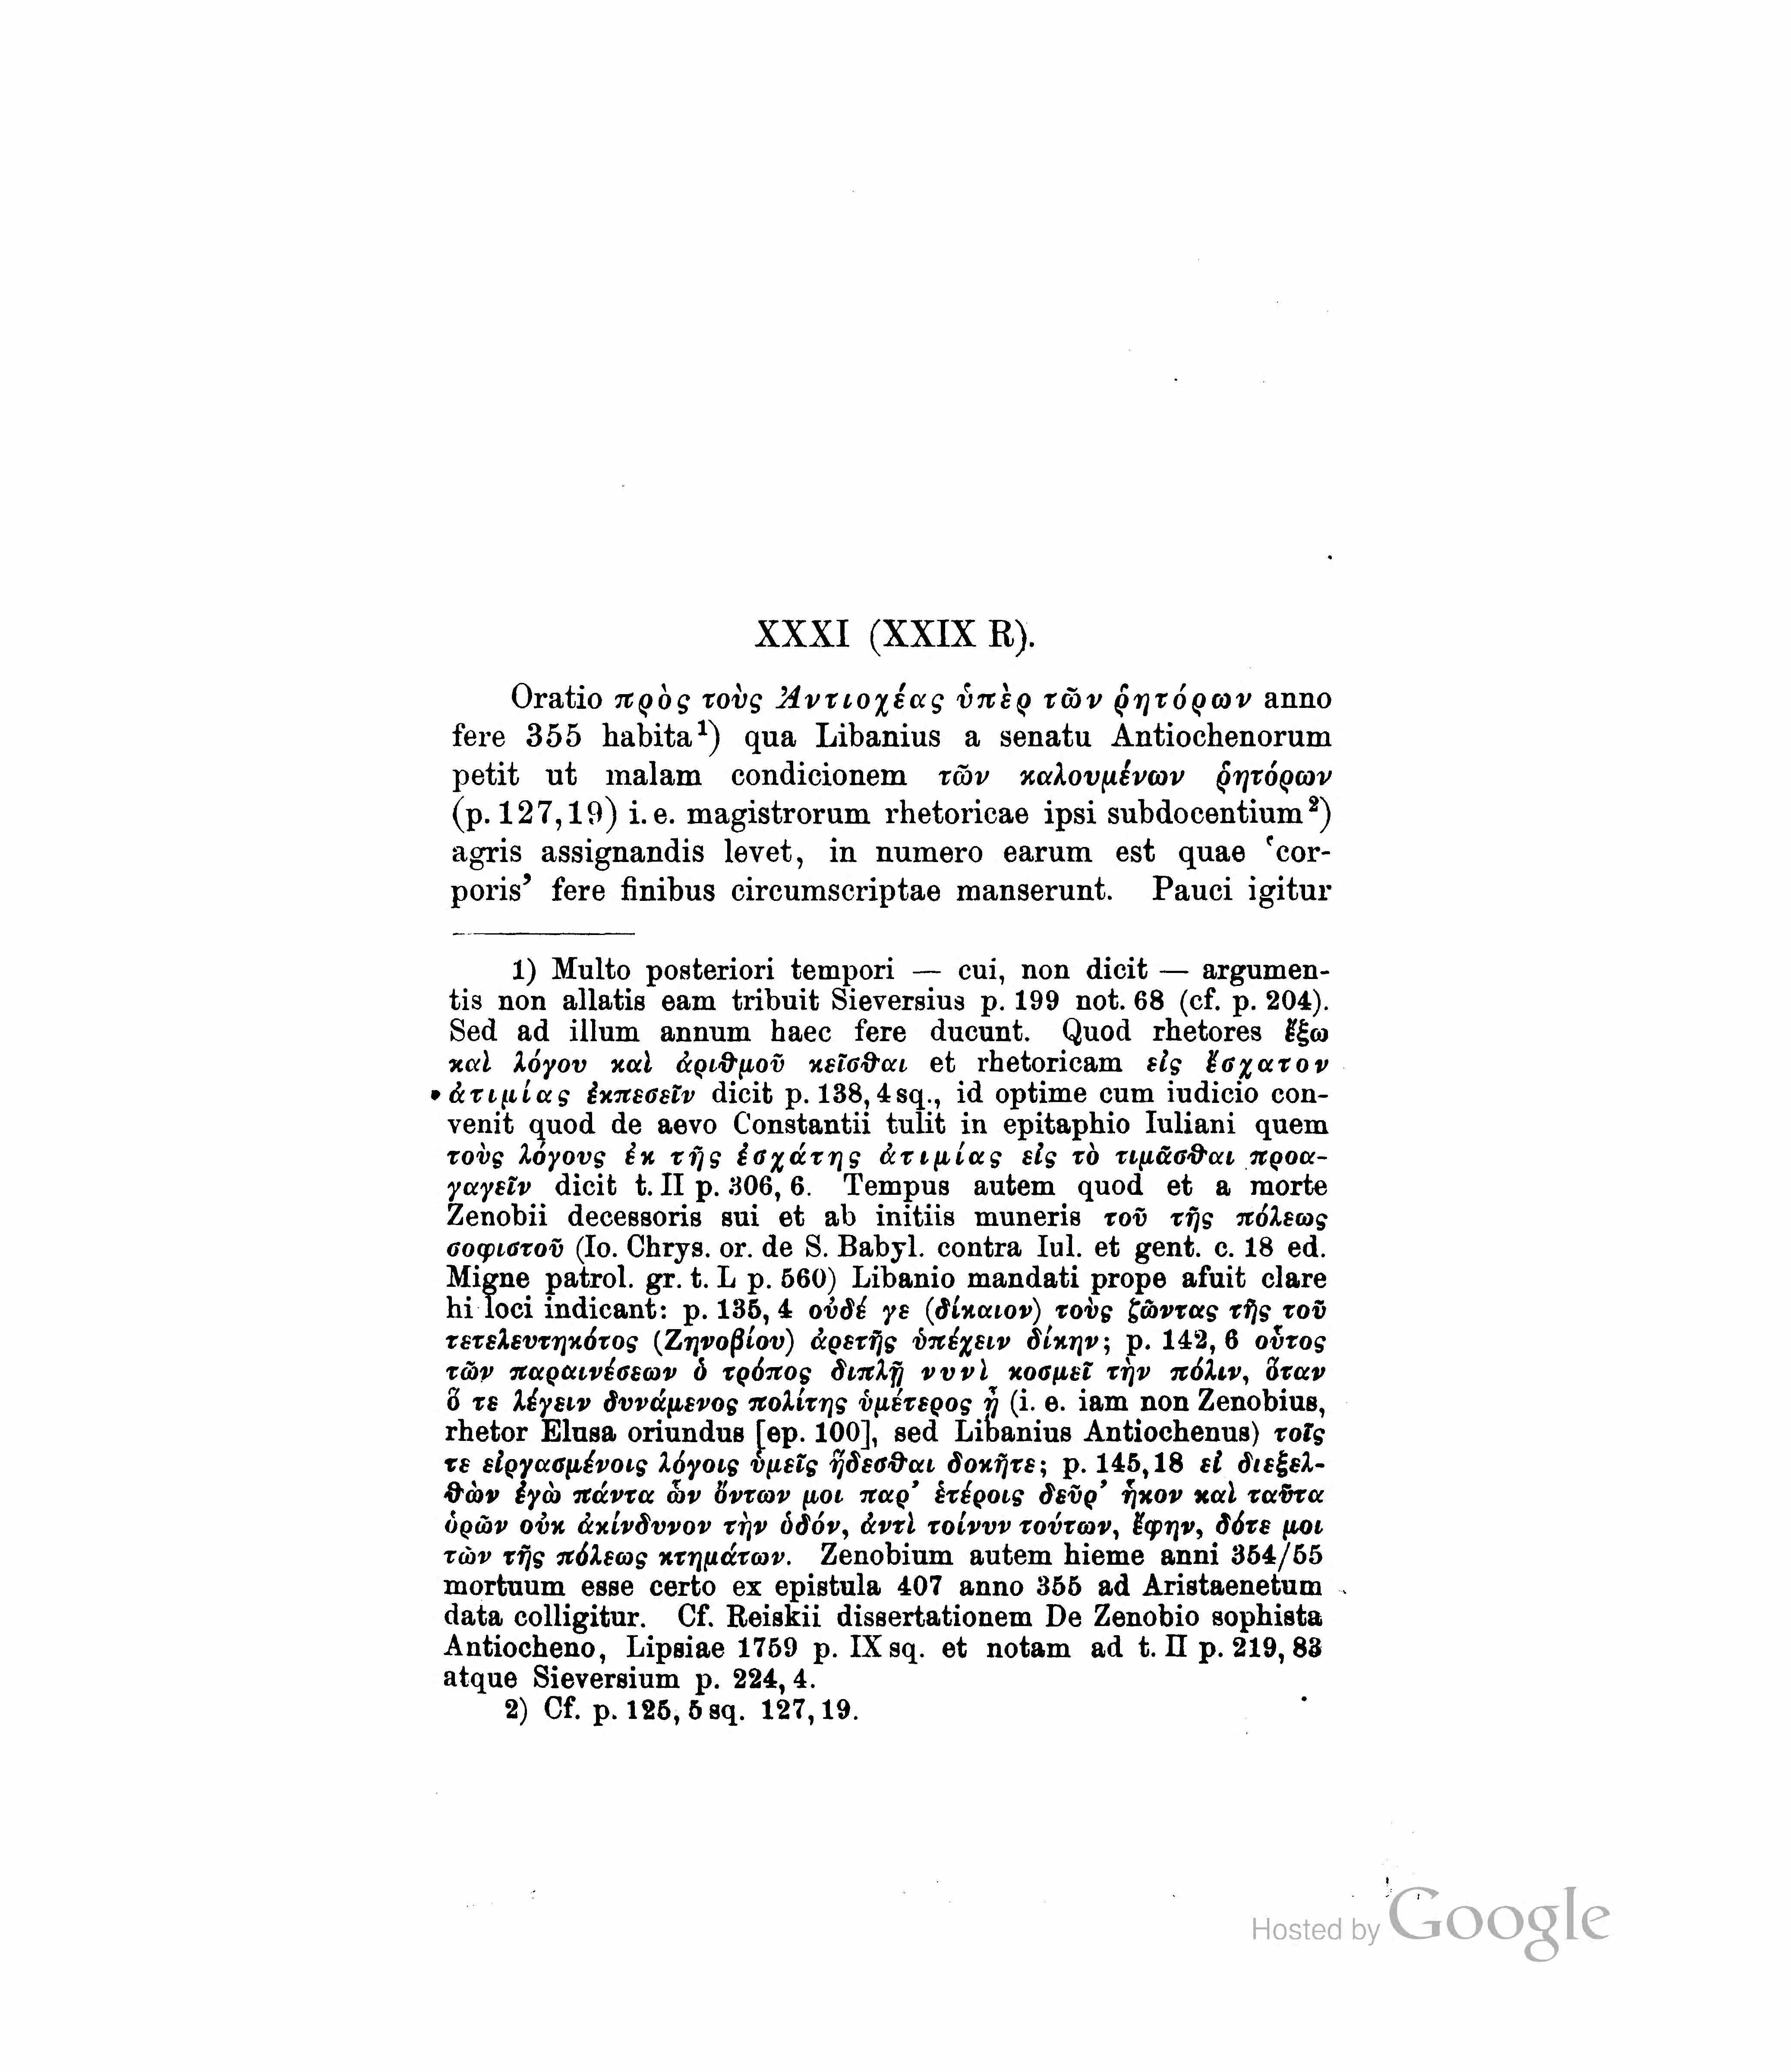 XXXI (XXIX R).
Oratio πρὸς τοὺς Ἀντιοχέας ὑπὲρ τῶν ῥητόρων anno
fere 355 habita¹) qua Libanius a senatu Antiochenorum
petit ut malam condicionem τῶν καλουμένων ῥητόρων
(p. 127,19) i. e. magistrorum rhetoricae ipsi subdocentium²)
agris assignandis levet, in numero earum est quae ‘cor-
poris’ fere finibus circumscriptae manserunt. Pauci igitur
1) Multo posteriori tempori — cui, non dicit — argumen-
tis non allatis eam tribuit Sieversius p. 199 not. 68 (cf. p. 204).
Sed ad illum annum haec fere ducunt. Quod rhetores ἔξω
καὶ λόγου καὶ ἀριθμοῦ κεῖσθαι et rhetoricam εἰς ἔσχατον
ἀτιμίας ἐκπεσεῖν dicit p. 138, 4 sq., id optime cum iudicio con-
venit quod de aevo Constantii tulit in epitaphio Iuliani quem
τοὺς λόγους ἐκ τῆς ἐσχάτης ἀτιμίας εἰς τὸ τιμᾶσθαι προα-
γαγεῖν dicit t. II p. 306, 6. Tempus autem quod et a morte
Zenobii decessoris sui et ab initiis muneris τοῦ τῆς πόλεως
σοφιστοῦ (Io. Chrys. or. de S. Babyl. contra Iul. et gent. c. 18 ed.
Migne patrol. gr. t. L p. 560) Libanio mandati prope afuit clare
hi loci indicant: p. 135, 4 οὐδέ γε (δίκαιον) τοὺς ζῶντας τῆς τοῦ
τετελευτηκότος (Ζηνοβίου) ἀρετῆς ὑπέχειν δίκην; p. 142, 6 οὗτος
τῶν παραινέσεων ὁ τρόπος διπλῇ νυνὶ κοσμεῖ τὴν πόλιν, ὅταν
ὅ τε λέγειν δυνάμενος πολίτης ὑμέτερος ᾖ (i. e. iam non Zenobius,
rhetor Elusa oriundus [ep. 100], sed Libanius Antiochenus) τοῖς
τε εἰργασμένοις λόγοις ὑμεῖς ἥδεσθαι δοκῆτε; p. 145,18 εἰ διεξελ-
θὼν ἐγὼ πάντα ὧν ὄντων μοι παρ’ ἑτέροις δεῦρ’ ἧκον καὶ ταῦτα
ὁρῶν οὐκ ἀκίνδυνον τὴν ὁδόν, ἀντὶ τοίνυν τούτων, ἔφην, δότε μοι
τῶν τῆς πόλεως κτημάτων. Zenobium autem hieme anni 354/55
mortuum esse certo ex epistula 407 anno 355 ad Aristaenetum
data colligitur. Cf. Reiskii dissertationem De Zenobio sophista
Antiocheno, Lipsiae 1759 p. IX sq. et notam ad t. II p. 219, 83
atque Sieversium p. 224, 4.
2) Cf. p. 125, 5 sq. 127, 19.
Hosted by Google